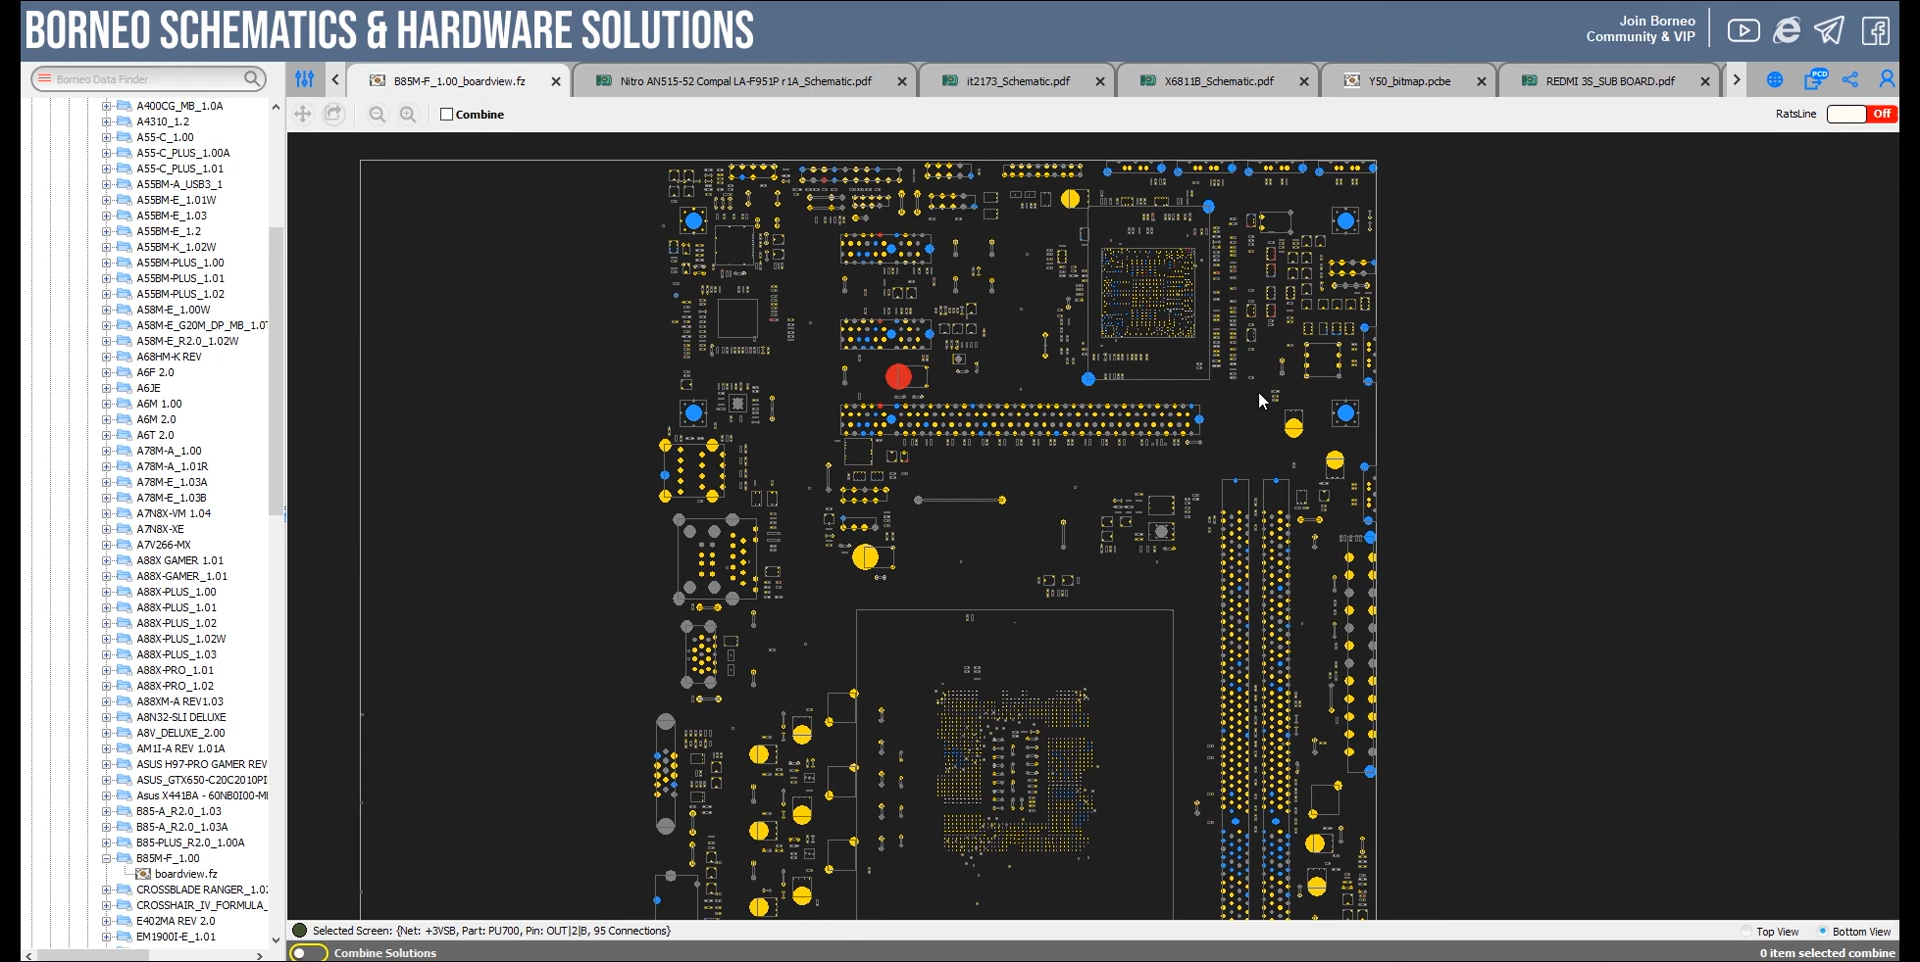 BORNEO SCHEMATICS & HARDWARE SOLUTIONS
Join Borneo
Community & VIP
Borneo Data Finder
B85M-F_1.00_boardview.fz
Nitro AN515-52 Compal LA-F951P r1A_Schematic.pdf
it2173_Schematic.pdf
X6811B_Schematic.pdf
Y50_bitmap.pcbe
REDMI 3S_SUB BOARD.pdf
PCD
Combine
RatsLine
Off
A400CG_MB_1.0A
A4310_1.2
A55-C_1.00
A55-C_PLUS_1.00A
A55-C_PLUS_1.01
A55BM-A_USB3_1
A55BM-E_1.01W
A55BM-E_1.03
A55BM-E_1.2
A55BM-K_1.02W
A55BM-PLUS_1.00
A55BM-PLUS_1.01
A55BM-PLUS_1.02
A58M-E_1.00W
A58M-E_G20M_DP_MB_1.01
A58M-E_R2.0_1.02W
A68HM-K REV
A6F 2.0
A6JE
A6M 1.00
A6M 2.0
A6T 2.0
A78M-A_1.00
A78M-A_1.01R
A78M-E_1.03A
A78M-E_1.03B
A7N8X-VM 1.04
A7N8X-XE
A7V266-MX
A88X GAMER 1.01
A88X-GAMER_1.01
A88X-PLUS_1.00
A88X-PLUS_1.01
A88X-PLUS_1.02
A88X-PLUS_1.02W
A88X-PLUS_1.03
A88X-PRO_1.01
A88X-PRO_1.02
A88XM-A REV1.03
A8N32-SLI DELUXE
A8V_DELUXE_2.00
AM1I-A REV 1.01A
ASUS H97-PRO GAMER REV
ASUS_GTX650-C20C2010PI
Asus X441BA - 60NB0I00-MI
B85-A_R2.0_1.03
B85-A_R2.0_1.03A
B85-PLUS_R2.0_1.00A
B85M-F_1.00
boardview.fz
CROSSBLADE RANGER_1.02
CROSSHAIR_IV_FORMULA_
E402MA REV 2.0
EM1900I-E_1.01
Selected Screen: {Net: +3VSB, Part: PU700, Pin: OUT|2|B, 95 Connections}
Top View
Bottom View
Combine Solutions
0 item selected combine